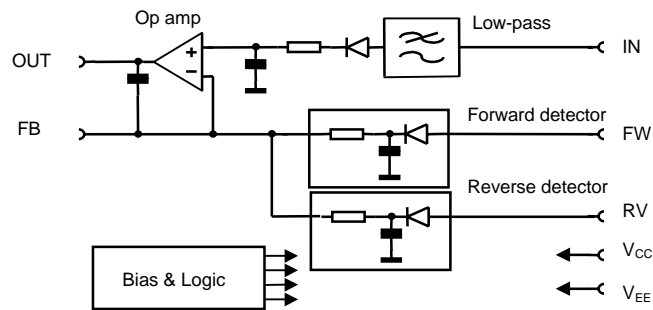 Op amp
Low-pass
OUT
IN
+
−
FB
Forward detector
FW
Reverse detector
RV
VCC
Bias & Logic
VEE